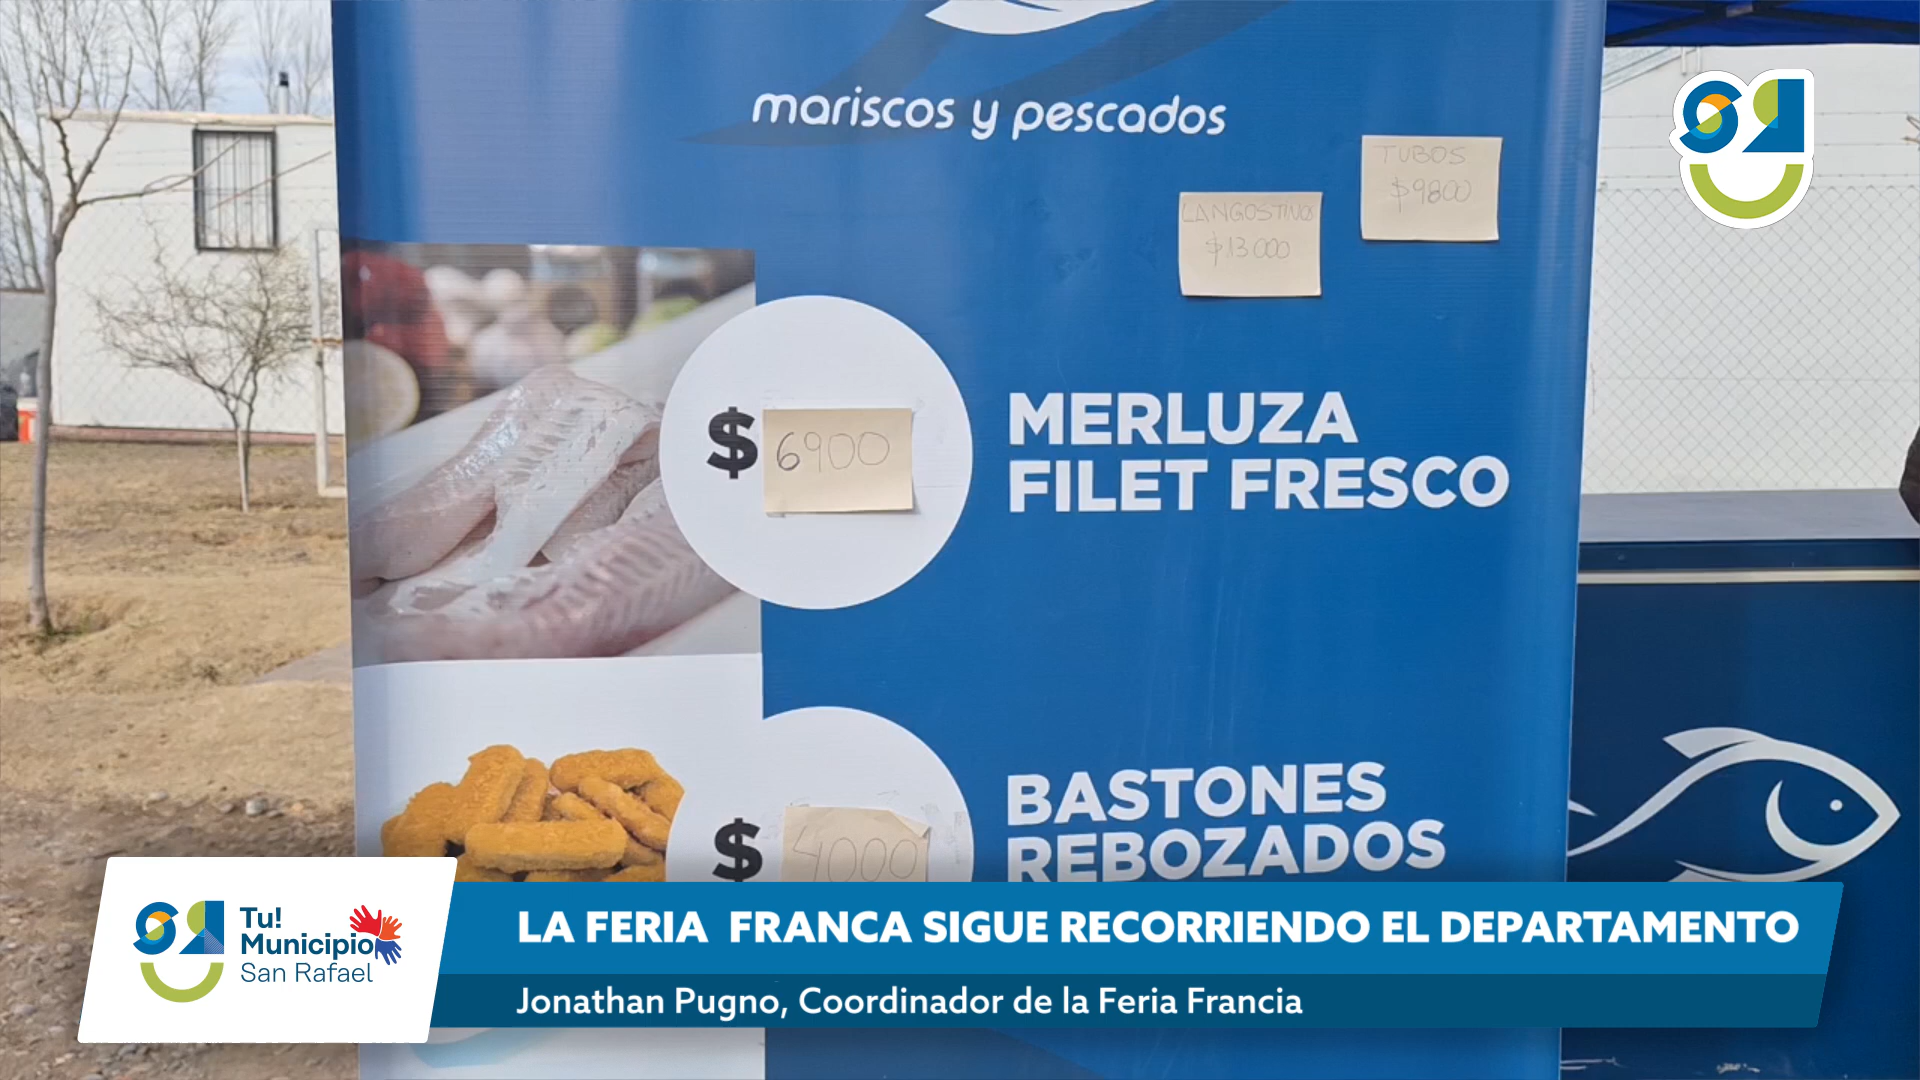 mariscos y pescados
TUBOS
$9800
LANGOSTINOS
$13000
$ 6900
MERLUZA
FILET FRESCO
$ 4000
BASTONES
REBOZADOS
Tu!
Municipio
San Rafael
LA FERIA  FRANCA SIGUE RECORRIENDO EL DEPARTAMENTO
Jonathan Pugno, Coordinador de la Feria Francia